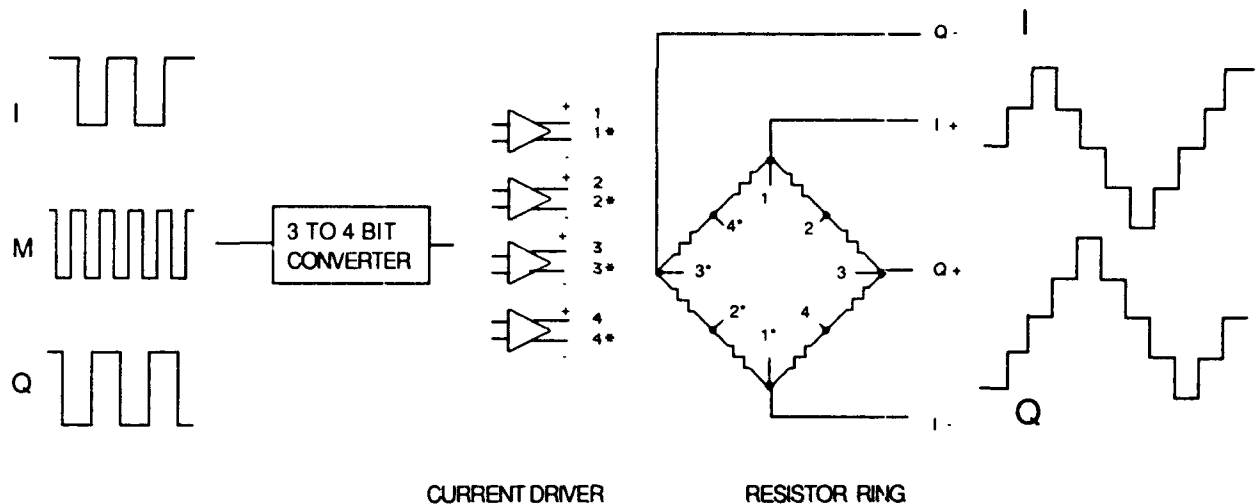 I
M
Q
3 TO 4 BIT
CONVERTER
+ 1
1*
-
+ 2
2*
-
+ 3
3*
-
+ 4
4*
-
CURRENT DRIVER
Q -
I +
1
4*
2
3*
3
Q +
2*
4
1*
I -
RESISTOR RING
I
Q